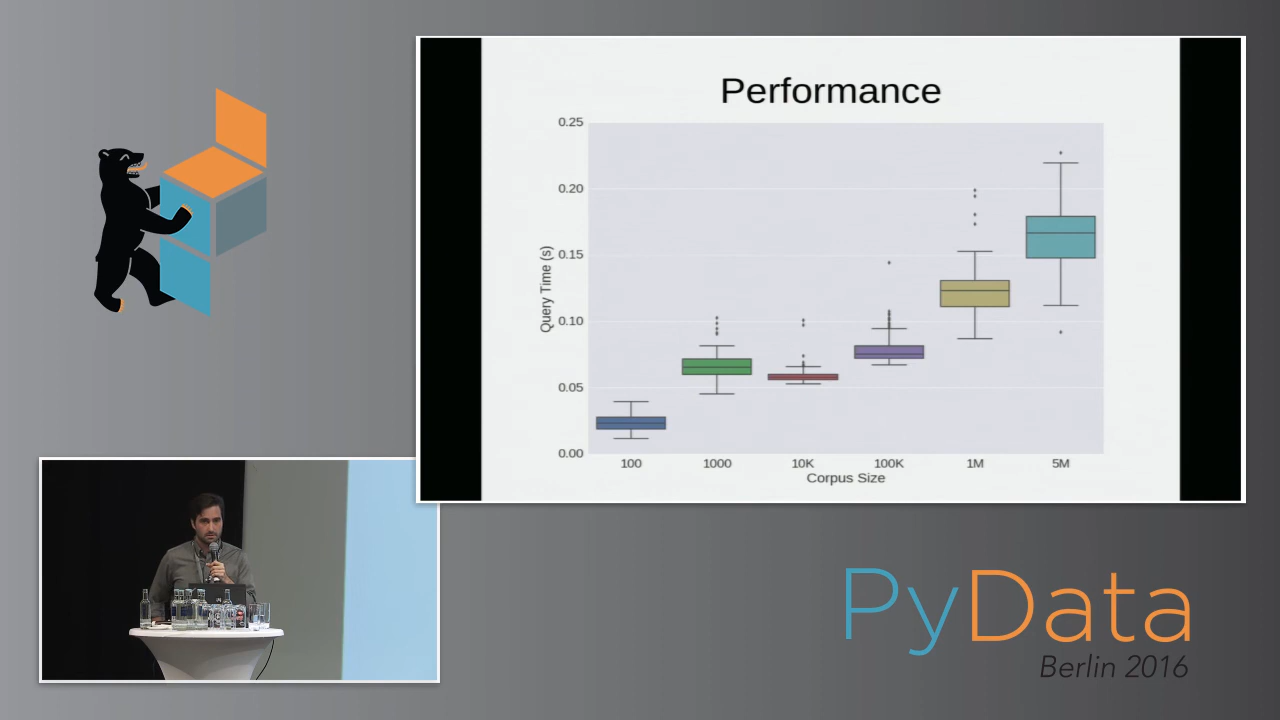 Performance
0.25
0.20
0.15
0.10
0.05
0.00
Query Time (s)
100 1000 10K 100K 1M 5M
Corpus Size
PyData
Berlin 2016